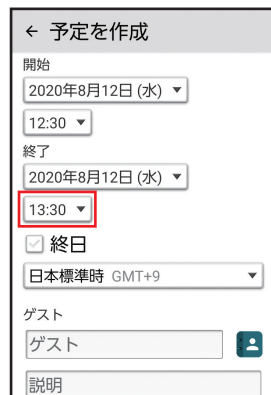 ← 予定を作成
開始
2020年8月12日 (水) ▼
12:30 ▼
終了
2020年8月12日 (水) ▼
13:30 ▼
終日
日本標準時 GMT+9 ▼
ゲスト
ゲスト
説明